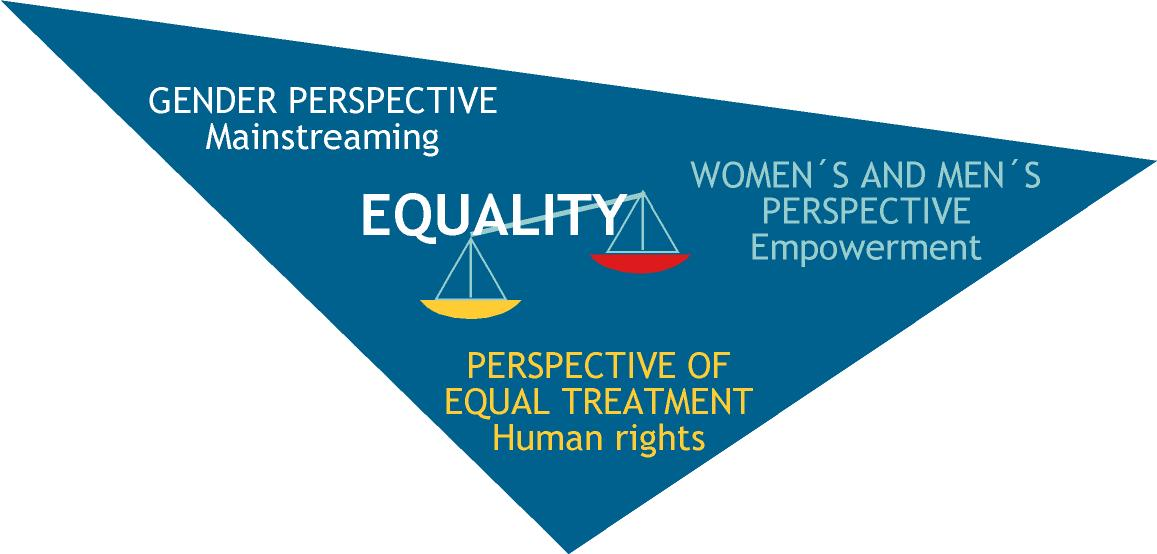 GENDER PERSPECTIVE
Mainstreaming
EQUALITY
WOMEN´S AND MEN´S
PERSPECTIVE
Empowerment
PERSPECTIVE OF
EQUAL TREATMENT
Human rights